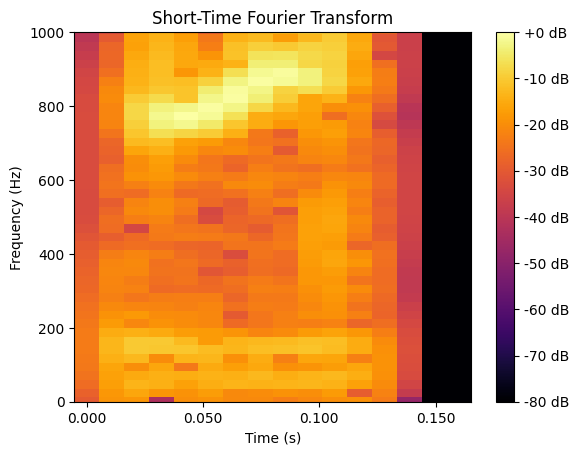 Short-Time Fourier Transform
Frequency (Hz)
1000
800
600
400
200
0
0.000
0.050
0.100
0.150
Time (s)
+0 dB
-10 dB
-20 dB
-30 dB
-40 dB
-50 dB
-60 dB
-70 dB
-80 dB